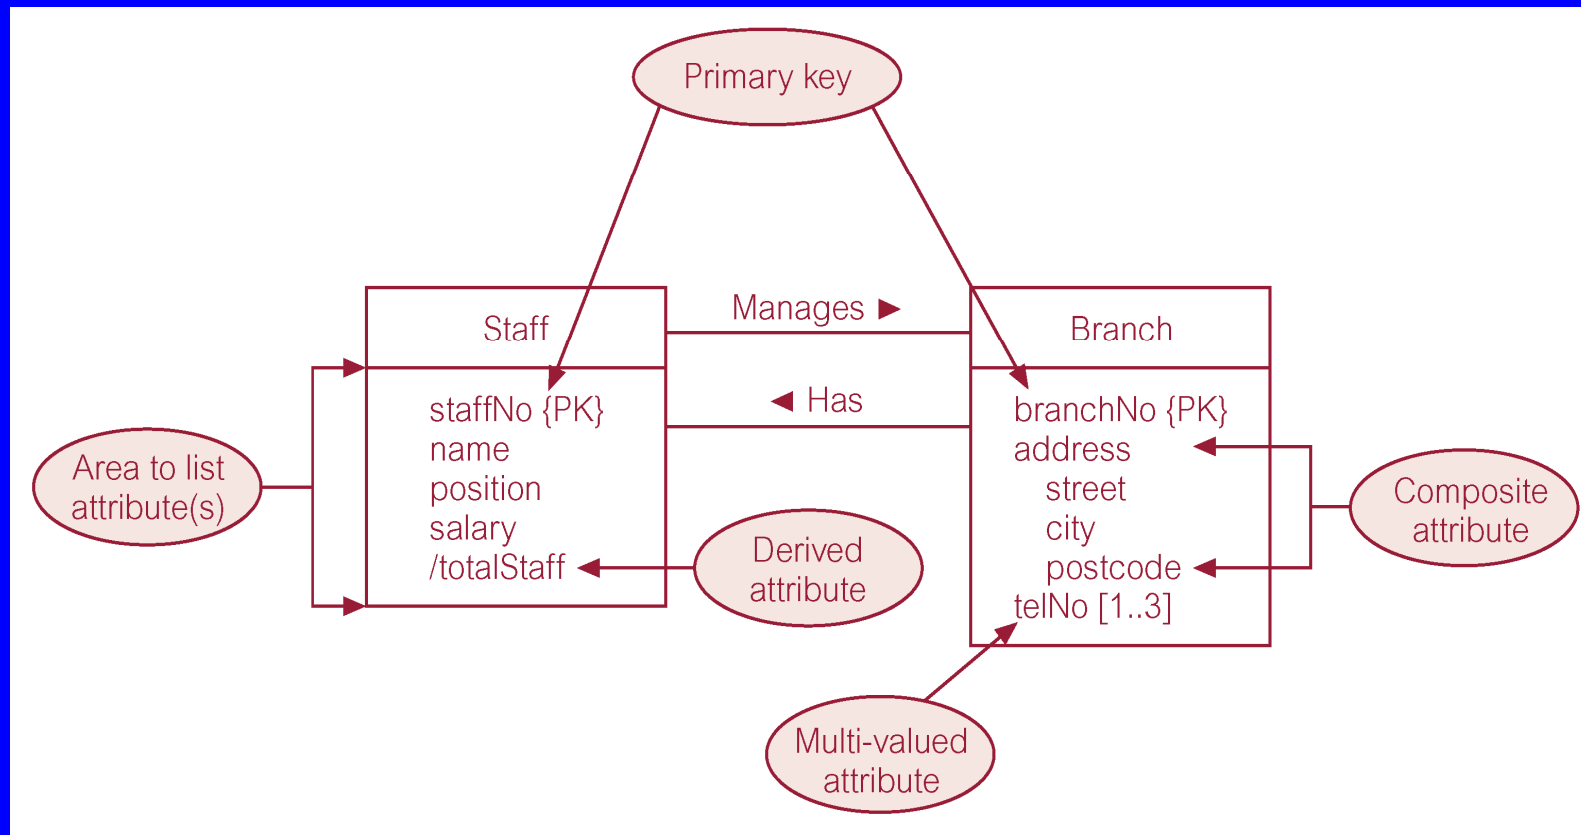 Primary key
Staff
Manages ►
Branch
◄ Has
staffNo {PK}
name
position
salary
/totalStaff
branchNo {PK}
address
street
city
postcode
telNo [1..3]
Area to list
attribute(s)
Derived
attribute
Composite
attribute
Multi-valued
attribute